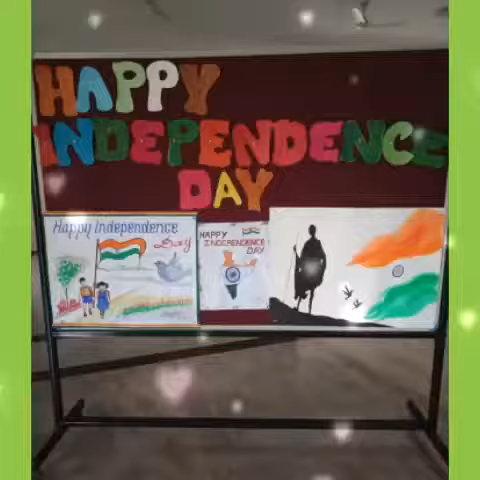 HAPPY
INDEPENDENCE
DAY
Happy Independence
Day
HAPPY
INDEPENDENCE
DAY